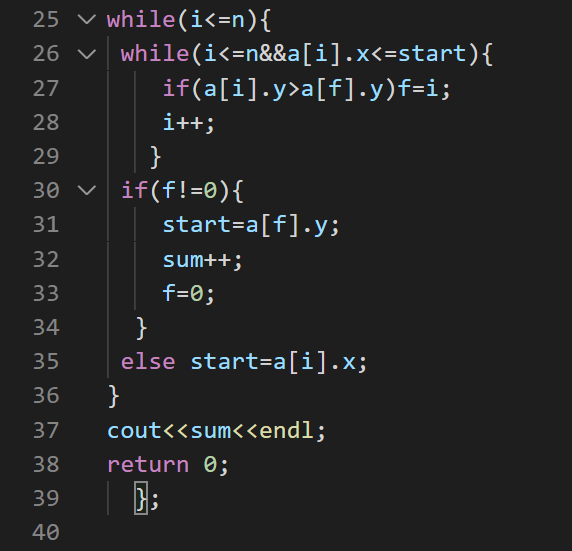 25 while(i<=n){
26 while(i<=n&&a[i].x<=start){
27 if(a[i].y>a[f].y)f=i;
28 i++;
29 }
30 if(f!=0){
31 start=a[f].y;
32 sum++;
33 f=0;
34 }
35 else start=a[i].x;
36 }
37 cout<<sum<<endl;
38 return 0;
39 };
40